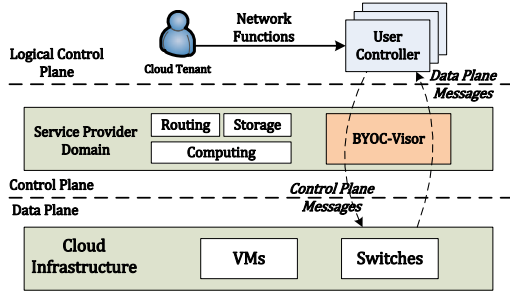 Network
Functions
User
Controller
Cloud Tenant
Logical Control
Plane
Data Plane
Messages
Service Provider
Domain
Routing
Storage
Computing
BYOC-Visor
Control Plane
Control Plane
Messages
Data Plane
Cloud
Infrastructure
VMs
Switches